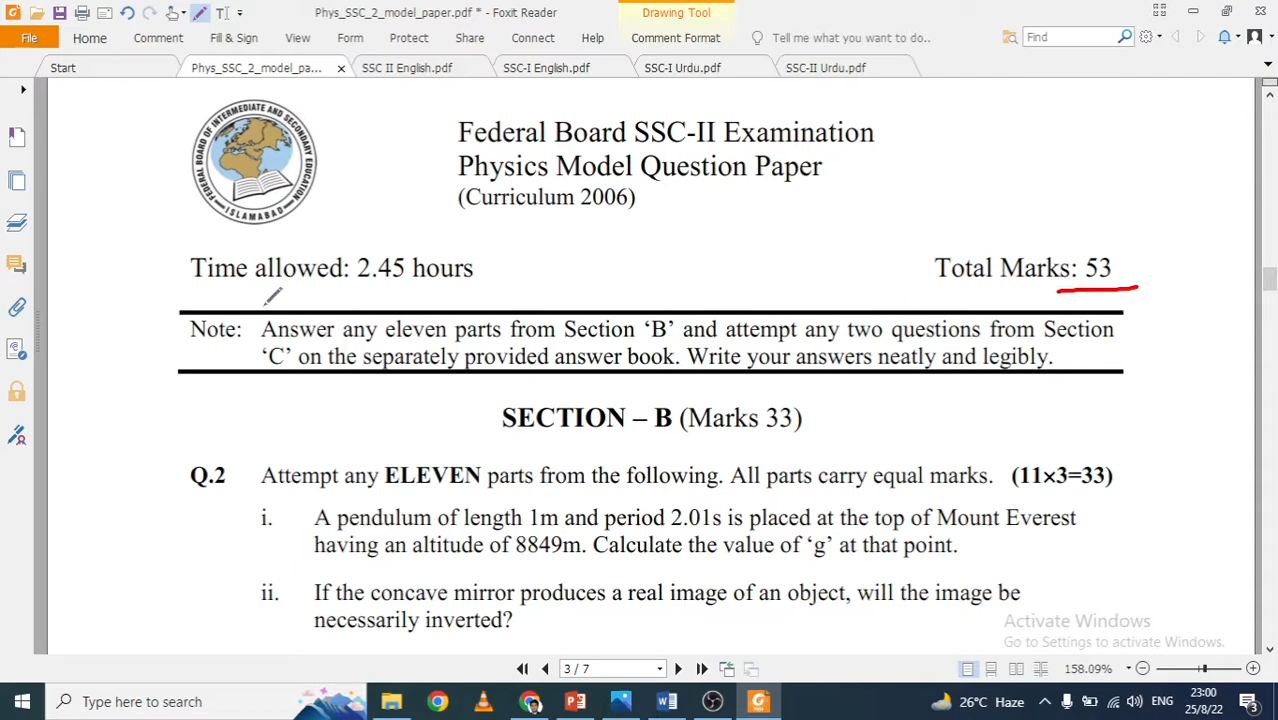 Phys_SSC_2_model_paper.pdf * - Foxit Reader
Drawing Tool
File Home Comment Fill & Sign View Form Protect Share Connect Help Comment Format Tell me what you want to do.. Find
Start Phys_SSC_2_model_pa... SSC II English.pdf SSC-I English.pdf SSC-I Urdu.pdf SSC-II Urdu.pdf
FEDERAL BOARD OF INTERMEDIATE AND SECONDARY EDUCATION
ISLAMABAD
Federal Board SSC-II Examination
Physics Model Question Paper
(Curriculum 2006)
Time allowed: 2.45 hours Total Marks: 53
Note: Answer any eleven parts from Section ‘B’ and attempt any two questions from Section
‘C’ on the separately provided answer book. Write your answers neatly and legibly.
SECTION – B (Marks 33)
Q.2 Attempt any ELEVEN parts from the following. All parts carry equal marks. (11×3=33)
i. A pendulum of length 1m and period 2.01s is placed at the top of Mount Everest
having an altitude of 8849m. Calculate the value of ‘g’ at that point.
ii. If the concave mirror produces a real image of an object, will the image be
necessarily inverted?
Activate Windows
Go to Settings to activate Windows.
3 / 7 158.09%
Type here to search 26°C Haze ENG 23:00
25/8/22 3